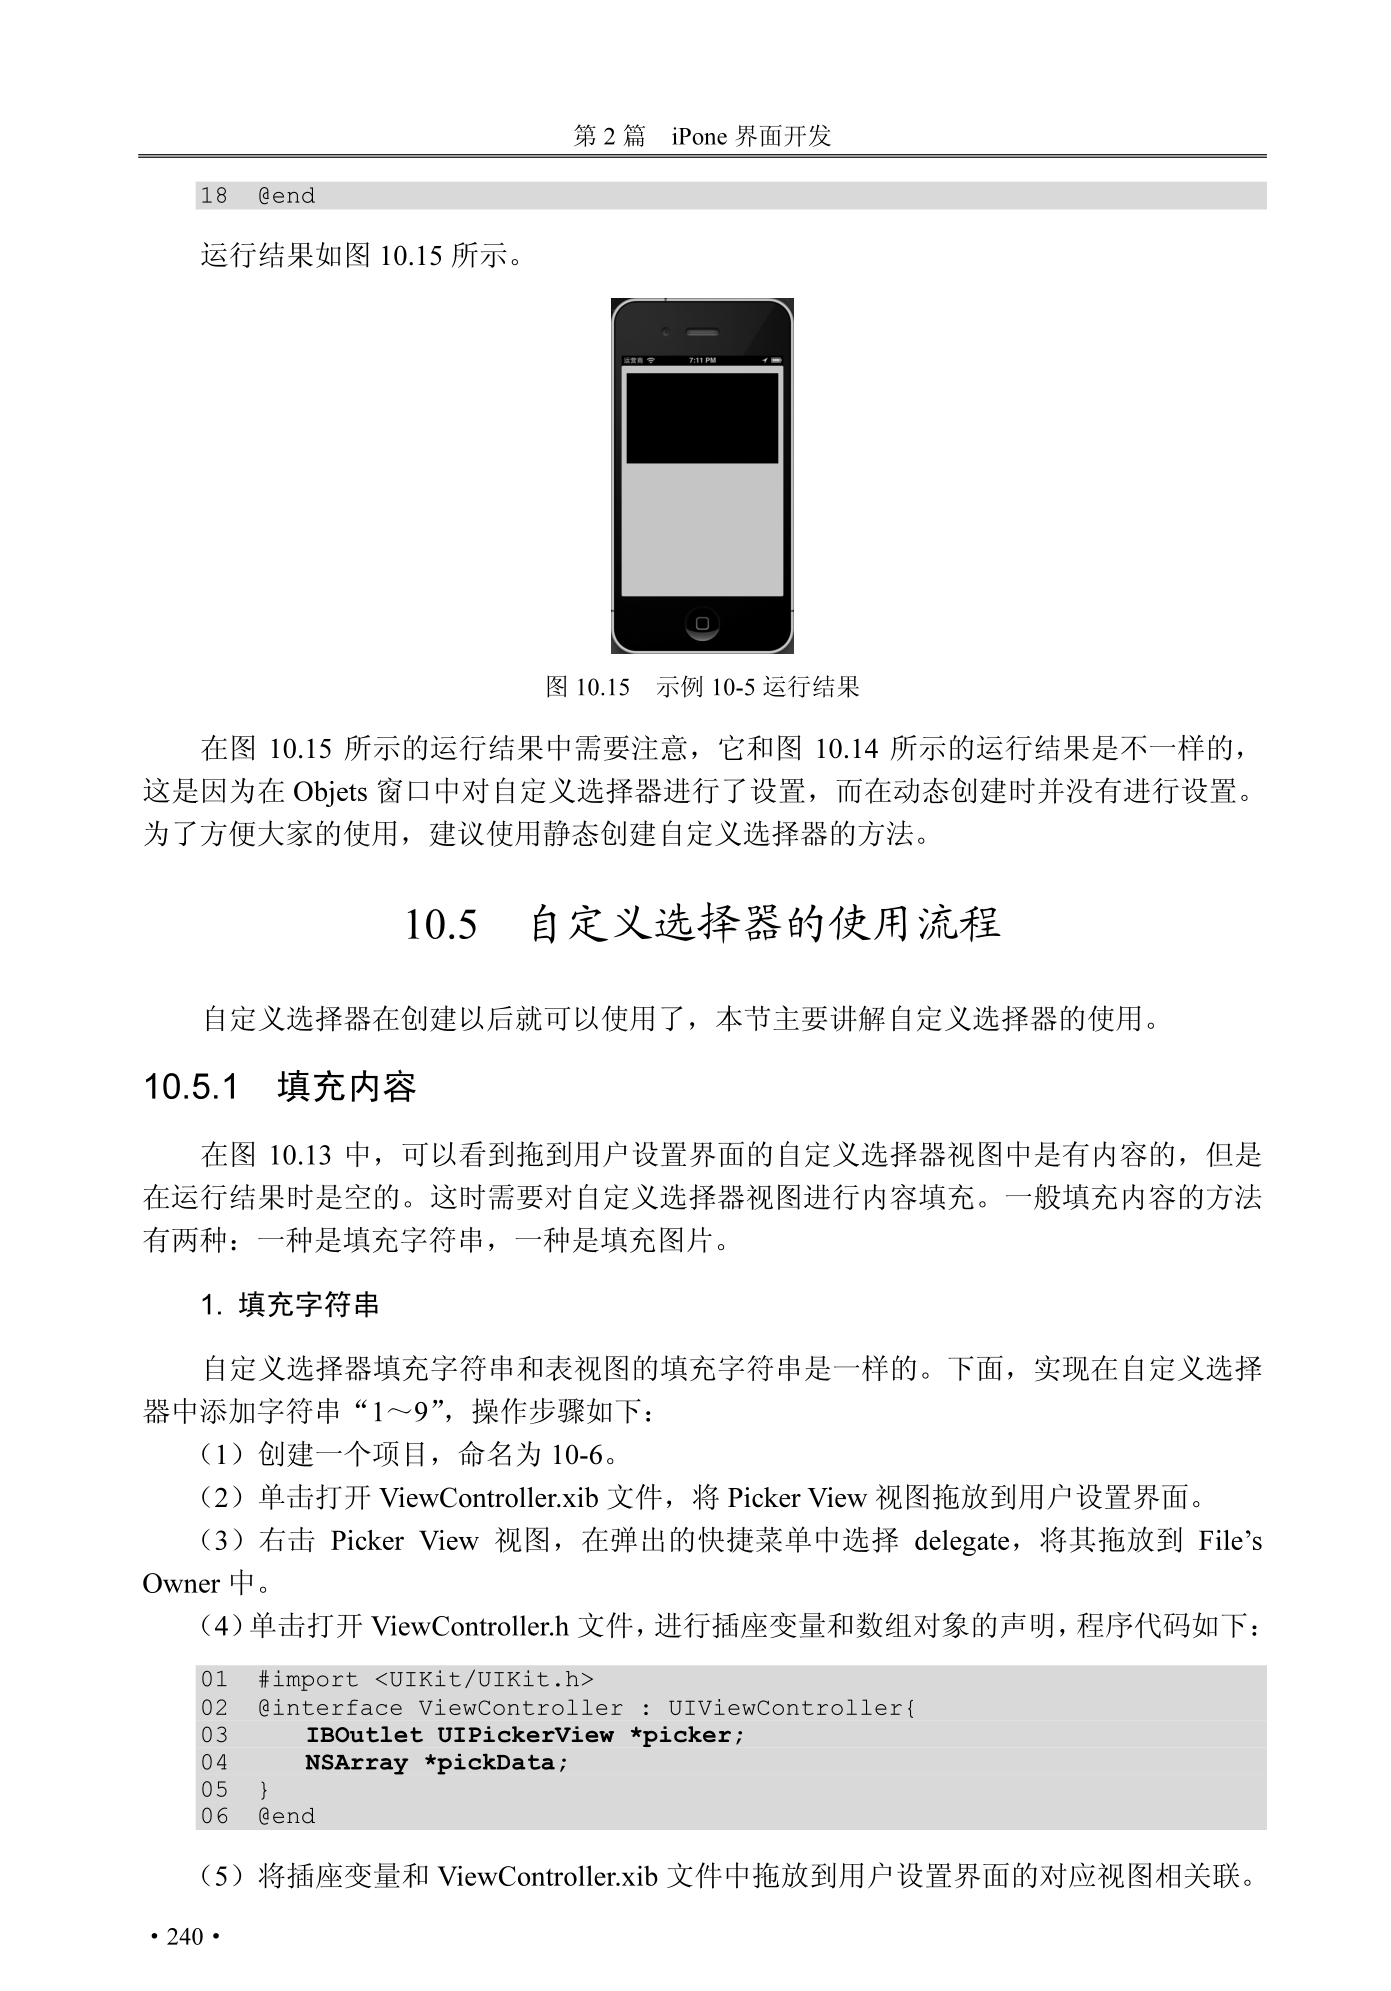 第 2 篇　iPone 界面开发
18  @end
运行结果如图 10.15 所示。
运营商 7:11 PM
图 10.15　示例 10-5 运行结果
在图 10.15 所示的运行结果中需要注意，它和图 10.14 所示的运行结果是不一样的，
这是因为在 Objets 窗口中对自定义选择器进行了设置，而在动态创建时并没有进行设置。
为了方便大家的使用，建议使用静态创建自定义选择器的方法。
10.5　自定义选择器的使用流程
自定义选择器在创建以后就可以使用了，本节主要讲解自定义选择器的使用。
10.5.1　填充内容
在图 10.13 中，可以看到拖到用户设置界面的自定义选择器视图中是有内容的，但是
在运行结果时是空的。这时需要对自定义选择器视图进行内容填充。一般填充内容的方法
有两种：一种是填充字符串，一种是填充图片。
1. 填充字符串
自定义选择器填充字符串和表视图的填充字符串是一样的。下面，实现在自定义选择
器中添加字符串“1～9”，操作步骤如下：
（1）创建一个项目，命名为 10-6。
（2）单击打开 ViewController.xib 文件，将 Picker View 视图拖放到用户设置界面。
（3）右击 Picker View 视图，在弹出的快捷菜单中选择 delegate，将其拖放到 File’s
Owner 中。
（4）单击打开 ViewController.h 文件，进行插座变量和数组对象的声明，程序代码如下：
01  #import <UIKit/UIKit.h>
02  @interface ViewController : UIViewController{
03     IBOutlet UIPickerView *picker;
04     NSArray *pickData;
05  }
06  @end
（5）将插座变量和 ViewController.xib 文件中拖放到用户设置界面的对应视图相关联。
• 240 •